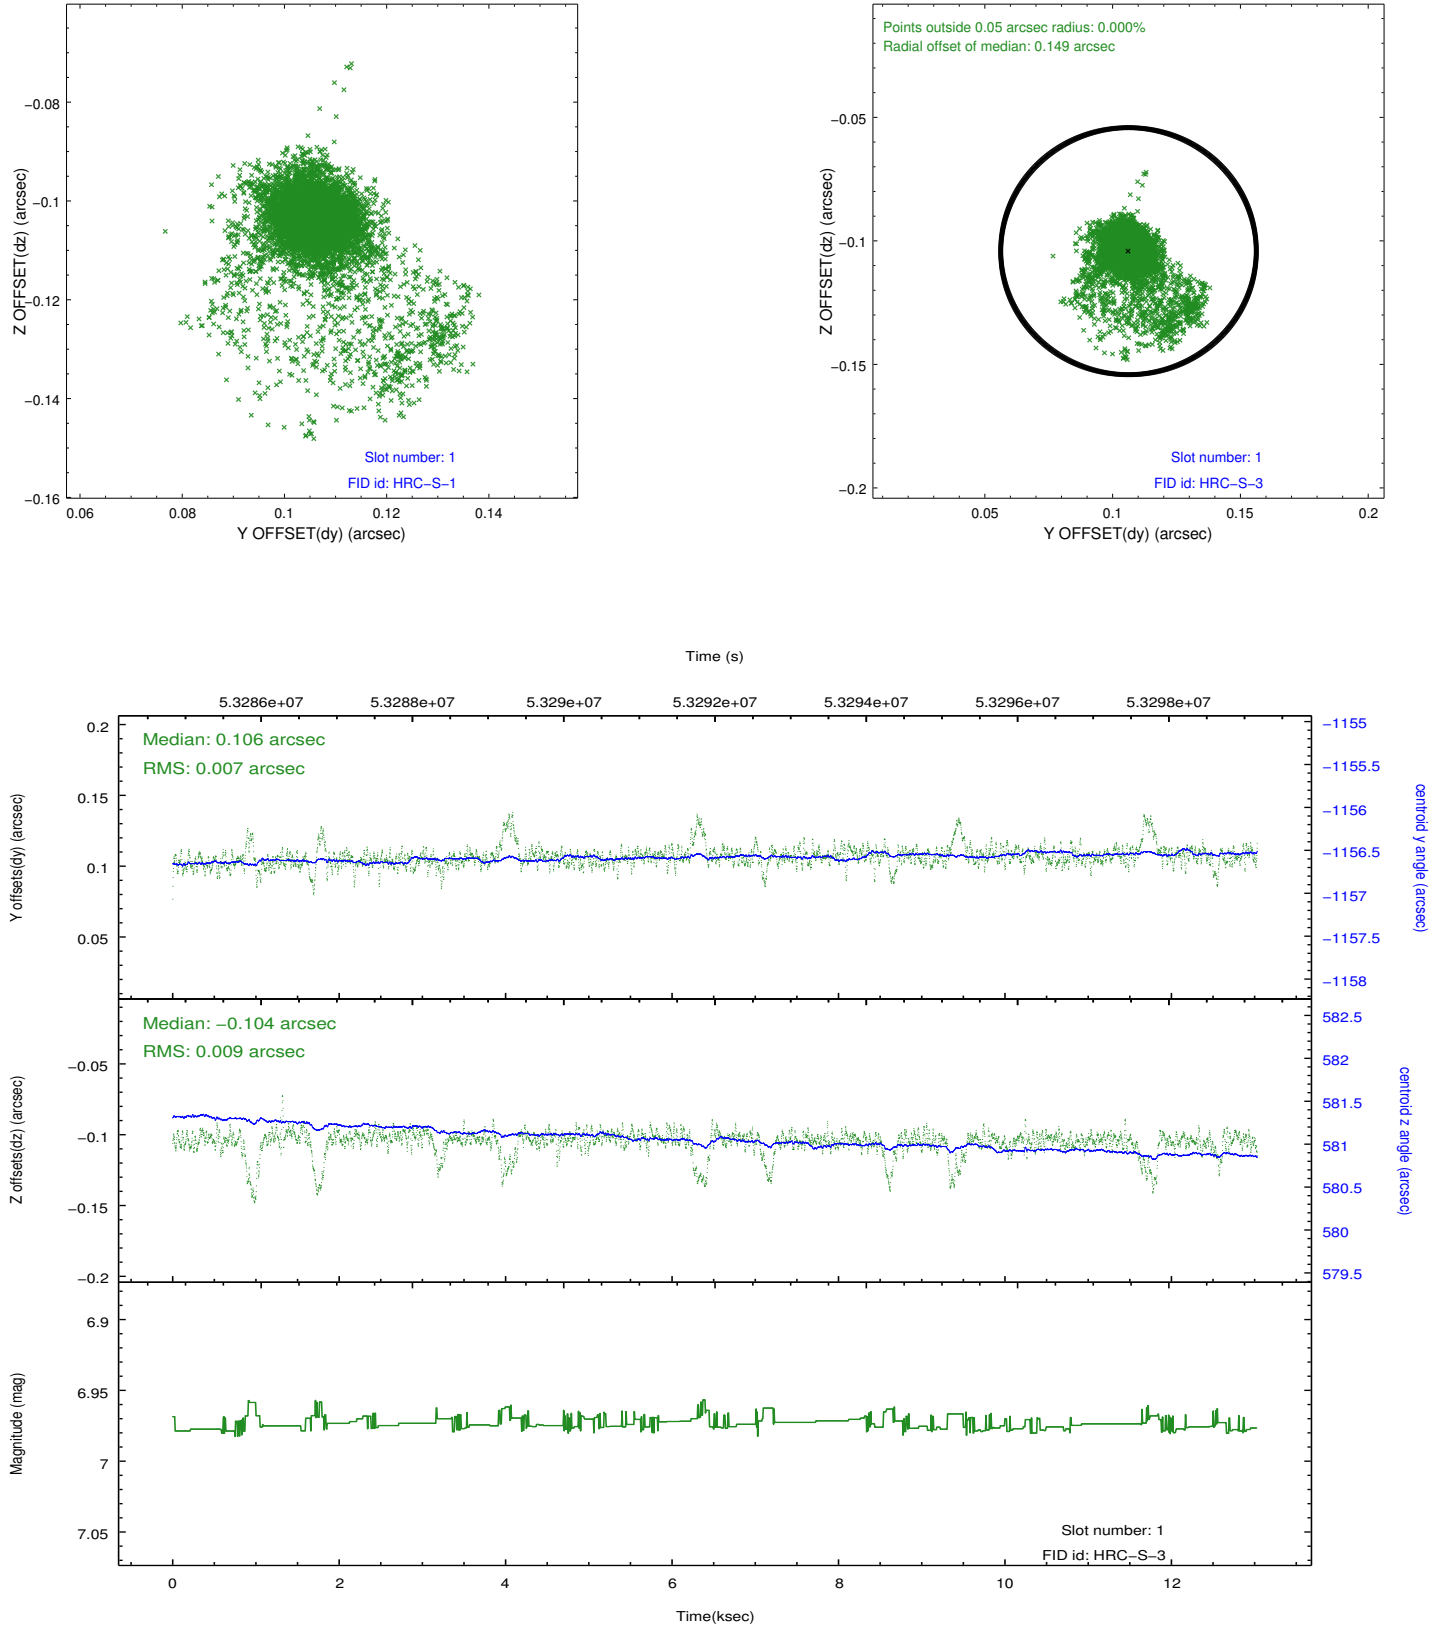 −0.08
−0.1
−0.12
−0.14
−0.16
Z OFFSET(dz) (arcsec)
0.06
0.08
0.1
0.12
0.14
Y OFFSET(dy) (arcsec)
Slot number: 1
FID id: HRC−S−1
Points outside 0.05 arcsec radius: 0.000%
Radial offset of median: 0.149 arcsec
−0.05
−0.1
−0.15
−0.2
Z OFFSET(dz) (arcsec)
0.05
0.1
0.15
0.2
Y OFFSET(dy) (arcsec)
Slot number: 1
FID id: HRC−S−3
Time (s)
5.3286e+07
5.3288e+07
5.329e+07
5.3292e+07
5.3294e+07
5.3296e+07
5.3298e+07
Median: 0.106 arcsec
RMS: 0.007 arcsec
0.2
0.15
0.1
0.05
Y offsets(dy) (arcsec)
−1155
−1155.5
−1156
−1156.5
−1157
−1157.5
−1158
centroid y angle (arcsec)
Median: −0.104 arcsec
RMS: 0.009 arcsec
−0.05
−0.1
−0.15
−0.2
Z offsets(dz) (arcsec)
582.5
582
581.5
581
580.5
580
579.5
centroid z angle (arcsec)
6.9
6.95
7
7.05
Magnitude (mag)
Slot number: 1
FID id: HRC−S−3
0
2
4
6
8
10
12
Time(ksec)